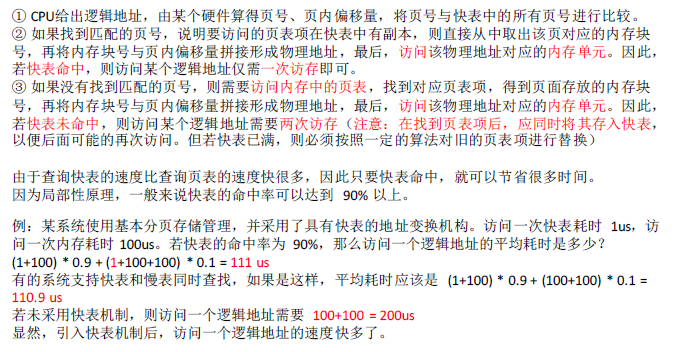 ① CPU给出逻辑地址，由某个硬件算得页号、页内偏移量，将页号与快表中的所有页号进行比较。
② 如果找到匹配的页号，说明要访问的页表项在快表中有副本，则直接从中取出该页对应的内存块
号，再将内存块号与页内偏移量拼接形成物理地址，最后，访问该物理地址对应的内存单元。因此，
若快表命中，则访问某个逻辑地址仅需一次访存即可。
③ 如果没有找到匹配的页号，则需要访问内存中的页表，找到对应页表项，得到页面存放的内存块
号，再将内存块号与页内偏移量拼接形成物理地址，最后，访问该物理地址对应的内存单元。因此，
若快表未命中，则访问某个逻辑地址需要两次访存（注意：在找到页表项后，应同时将其存入快表，
以便后面可能的再次访问。但若快表已满，则必须按照一定的算法对旧的页表项进行替换）
由于查询快表的速度比查询页表的速度快很多，因此只要快表命中，就可以节省很多时间。
因为局部性原理，一般来说快表的命中率可以达到 90% 以上。
例：某系统使用基本分页存储管理，并采用了具有快表的地址变换机构。访问一次快表耗时 1us，访
问一次内存耗时 100us。若快表的命中率为 90%，那么访问一个逻辑地址的平均耗时是多少？
(1+100) * 0.9 + (1+100+100) * 0.1 = 111 us
有的系统支持快表和慢表同时查找，如果是这样，平均耗时应该是 (1+100) * 0.9 + (100+100) * 0.1 =
110.9 us
若未采用快表机制，则访问一个逻辑地址需要 100+100 = 200us
显然，引入快表机制后，访问一个逻辑地址的速度快多了。